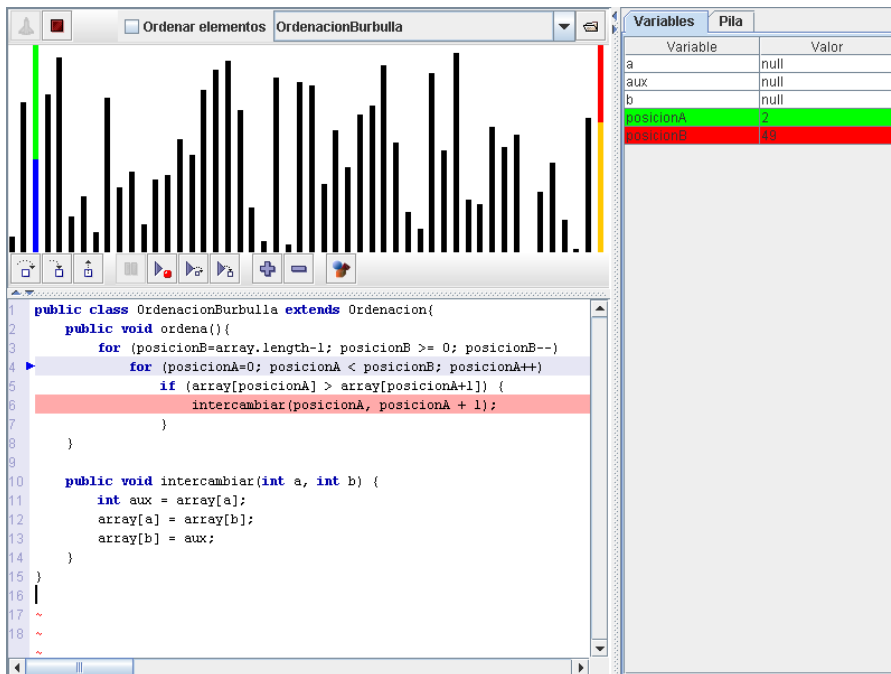 Ordenar elementos OrdenacionBurbulla
Variables Pila
Variable Valor
a null
aux null
b null
posicionA 2
posicionB 49
1 public class OrdenacionBurbulla extends Ordenacion{
2 public void ordena(){
3 for (posicionB=array.length-1; posicionB >= 0; posicionB--)
4 for (posicionA=0; posicionA < posicionB; posicionA++)
5 if (array[posicionA] > array[posicionA+1]) {
6 intercambiar(posicionA, posicionA + 1);
7 }
8 }
9
10 public void intercambiar(int a, int b) {
11 int aux = array[a];
12 array[a] = array[b];
13 array[b] = aux;
14 }
15 }
16
17 ~
18 ~
~